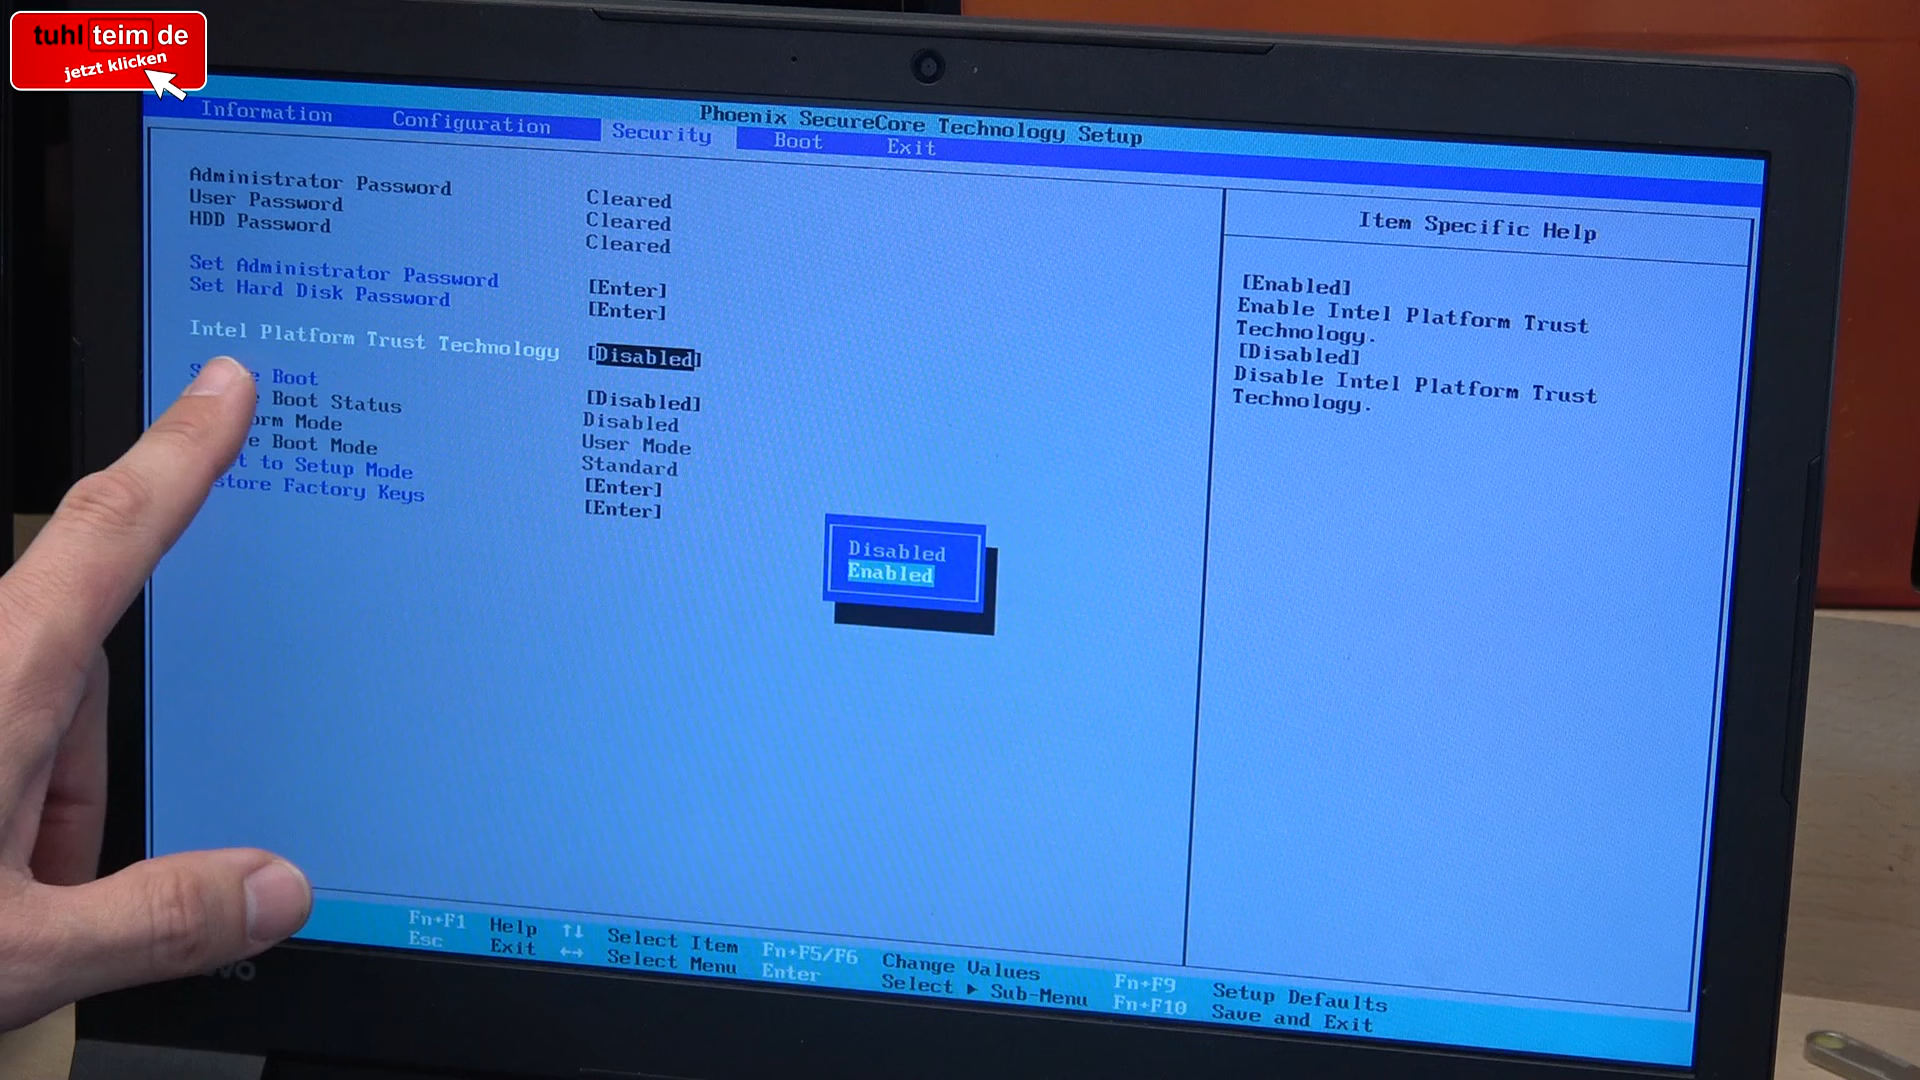 tuhl teim de
jetzt klicken
Phoenix SecureCore Technology Setup
Information Configuration Security Boot Exit
Administrator Password Cleared
User Password Cleared
HDD Password Cleared
Set Administrator Password [Enter]
Set Hard Disk Password [Enter]
Intel Platform Trust Technology [Disabled]
Boot [Disabled]
Boot Status Disabled
Mode User Mode
Boot Mode Standard
to Setup Mode [Enter]
Factory Keys [Enter]
Disabled
Enabled
Item Specific Help
[Enabled]
Enable Intel Platform Trust
Technology.
[Disabled]
Disable Intel Platform Trust
Technology.
Fn+F1 Help ↑↓ Select Item Fn+F5/F6 Change Values Fn+F9 Setup Defaults
Esc Exit ↔ Select Menu Enter Select ▶ Sub-Menu Fn+F10 Save and Exit